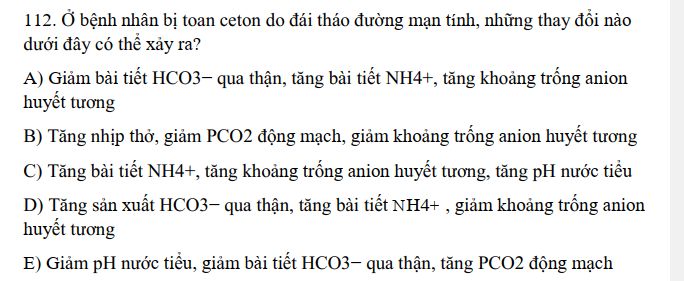 112. Ở bệnh nhân bị toan ceton do đái tháo đường mạn tính, những thay đổi nào
dưới đây có thể xảy ra?
A) Giảm bài tiết HCO3− qua thận, tăng bài tiết NH4+, tăng khoảng trống anion
huyết tương
B) Tăng nhịp thở, giảm PCO2 động mạch, giảm khoảng trống anion huyết tương
C) Tăng bài tiết NH4+, tăng khoảng trống anion huyết tương, tăng pH nước tiểu
D) Tăng sản xuất HCO3− qua thận, tăng bài tiết NH4+ , giảm khoảng trống anion
huyết tương
E) Giảm pH nước tiểu, giảm bài tiết HCO3− qua thận, tăng PCO2 động mạch